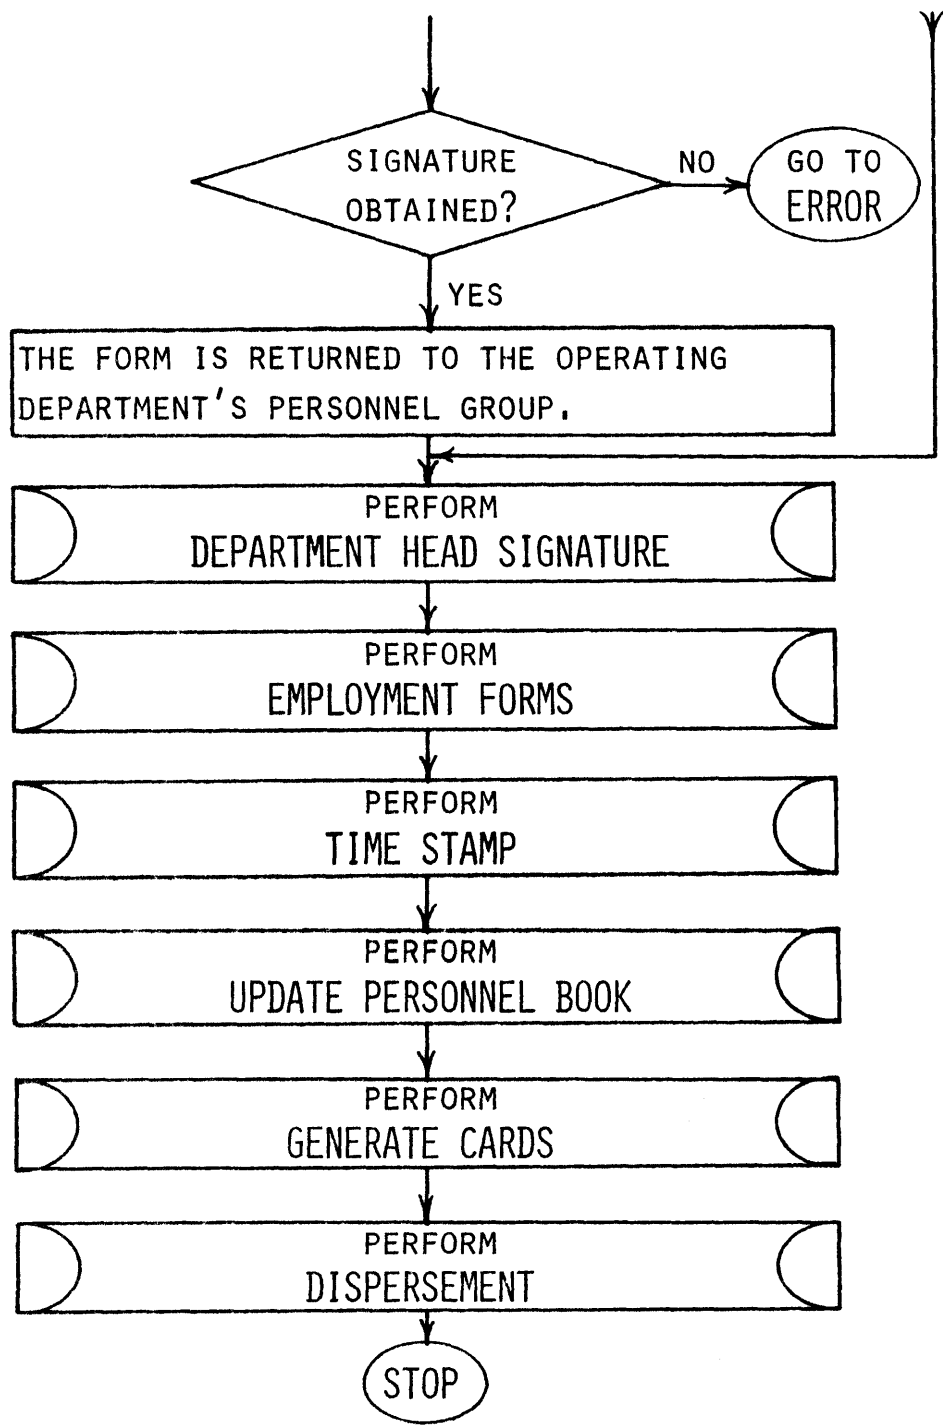 SIGNATURE
OBTAINED?
NO
GO TO
ERROR
YES
THE FORM IS RETURNED TO THE OPERATING
DEPARTMENT'S PERSONNEL GROUP.
PERFORM
DEPARTMENT HEAD SIGNATURE
PERFORM
EMPLOYMENT FORMS
PERFORM
TIME STAMP
PERFORM
UPDATE PERSONNEL BOOK
PERFORM
GENERATE CARDS
PERFORM
DISPERSEMENT
STOP